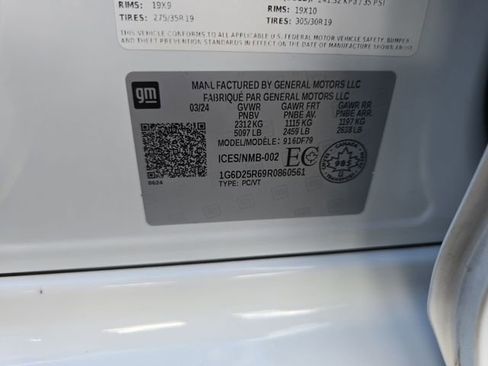 RIMS: 19X9
TIRES: 275/35R19
RIMS: 19X10
TIRES: 305/30R19
THIS VEHICLE CONFORMS TO ALL APPLICABLE U.S. FEDERAL MOTOR VEHICLE SAFETY, BUMPER,
AND THEFT PREVENTION STANDARDS IN EFFECT ON THE DATE OF MANUFACTURE SHOWN
gm
MANUFACTURED BY GENERAL MOTORS LLC
FABRIQUÉ PAR GENERAL MOTORS LLC
03/24 GVWR GAWR FRT GAWR RR
PNBV PNBE AV. PNBE ARR.
2312 KG 1115 KG 1197 KG
5097 LB 2459 LB 2638 LB
MODEL/MODÈLE: 916DF79
ICES/NMB-002 EC
CANADA
1G6D25R69R0860561
TYPE: PC/VT
0624